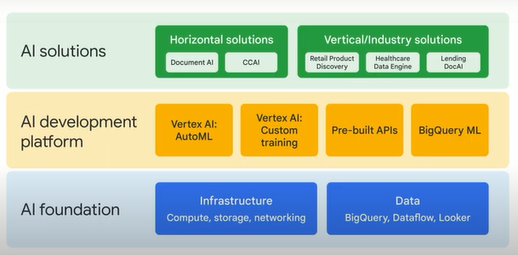 AI solutions
Horizontal solutions
Document AI
CCAI
Vertical/Industry solutions
Retail Product
Discovery
Healthcare
Data Engine
Lending
DocAI
AI development
platform
Vertex AI:
AutoML
Vertex AI:
Custom
training
Pre-built APIs
BigQuery ML
AI foundation
Infrastructure
Compute, storage, networking
Data
BigQuery, Dataflow, Looker